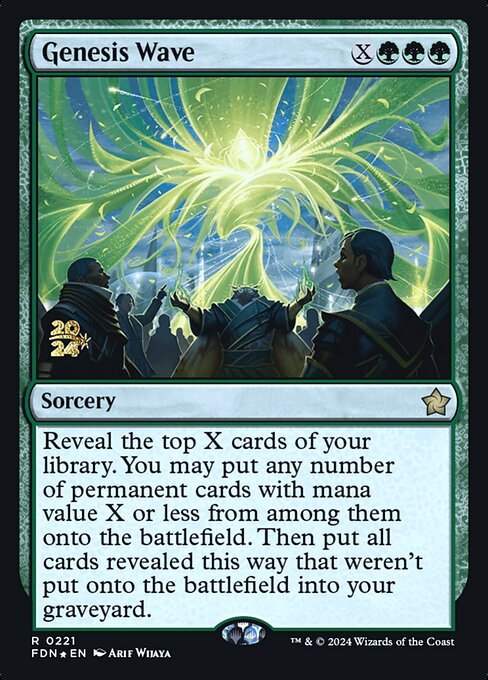 Genesis Wave X
20
24
Sorcery
Reveal the top X cards of your
library. You may put any number
of permanent cards with mana
value X or less from among them
onto the battlefield. Then put all
cards revealed this way that weren't
put onto the battlefield into your
graveyard.
R 0221
FDN★EN Arif Wijaya
™ & © 2024 Wizards of the Coast